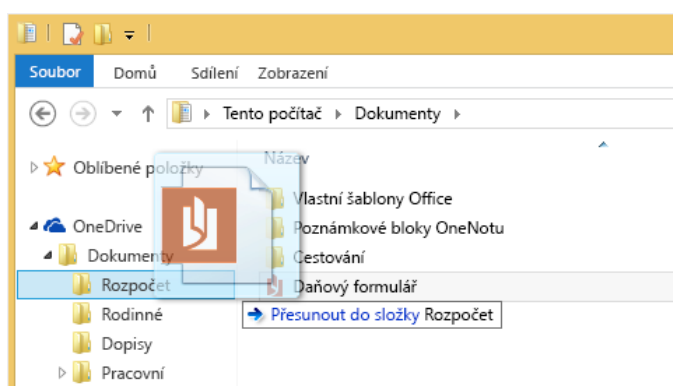 Soubor Domů Sdílení Zobrazení
Tento počítač Dokumenty
Oblíbené položky
Název
Vlastní šablony Office
OneDrive
Poznámkové bloky OneNotu
Dokumenty
Cestování
Rozpočet
Daňový formulář
Rodinné
Přesunout do složky Rozpočet
Dopisy
Pracovní